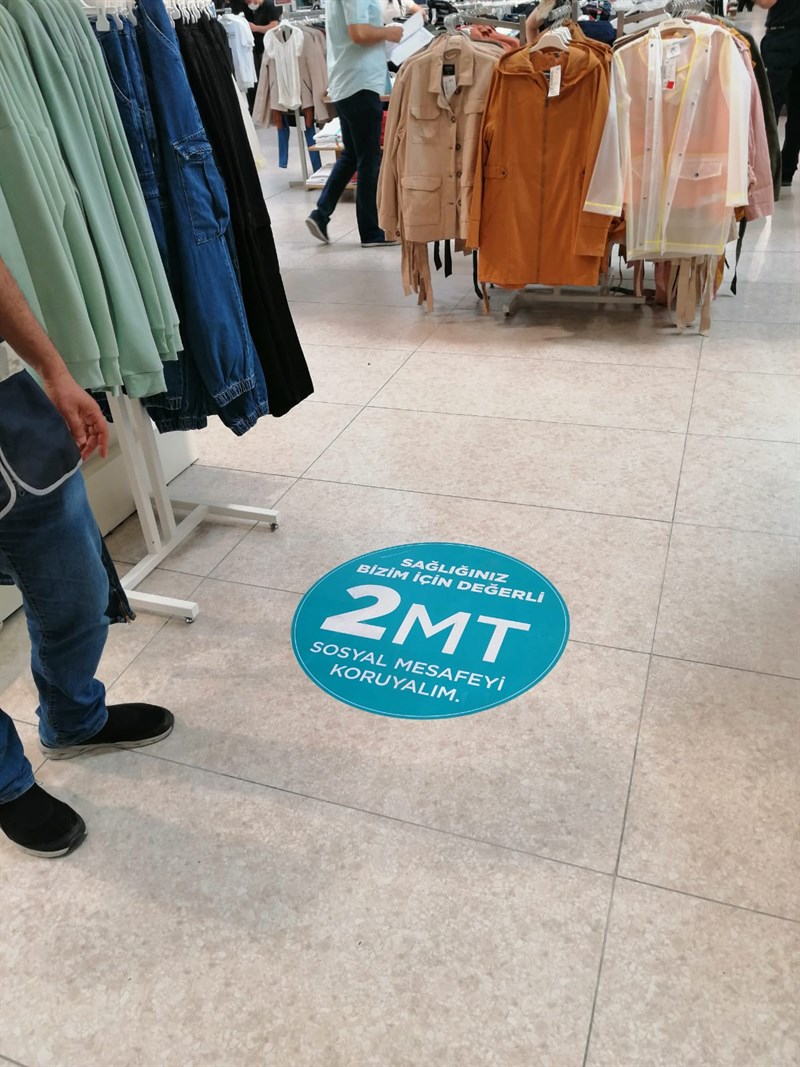 SAĞLIĞINIZ
BİZİM İÇİN DEĞERLİ
2MT
SOSYAL MESAFEYİ
KORUYALIM.